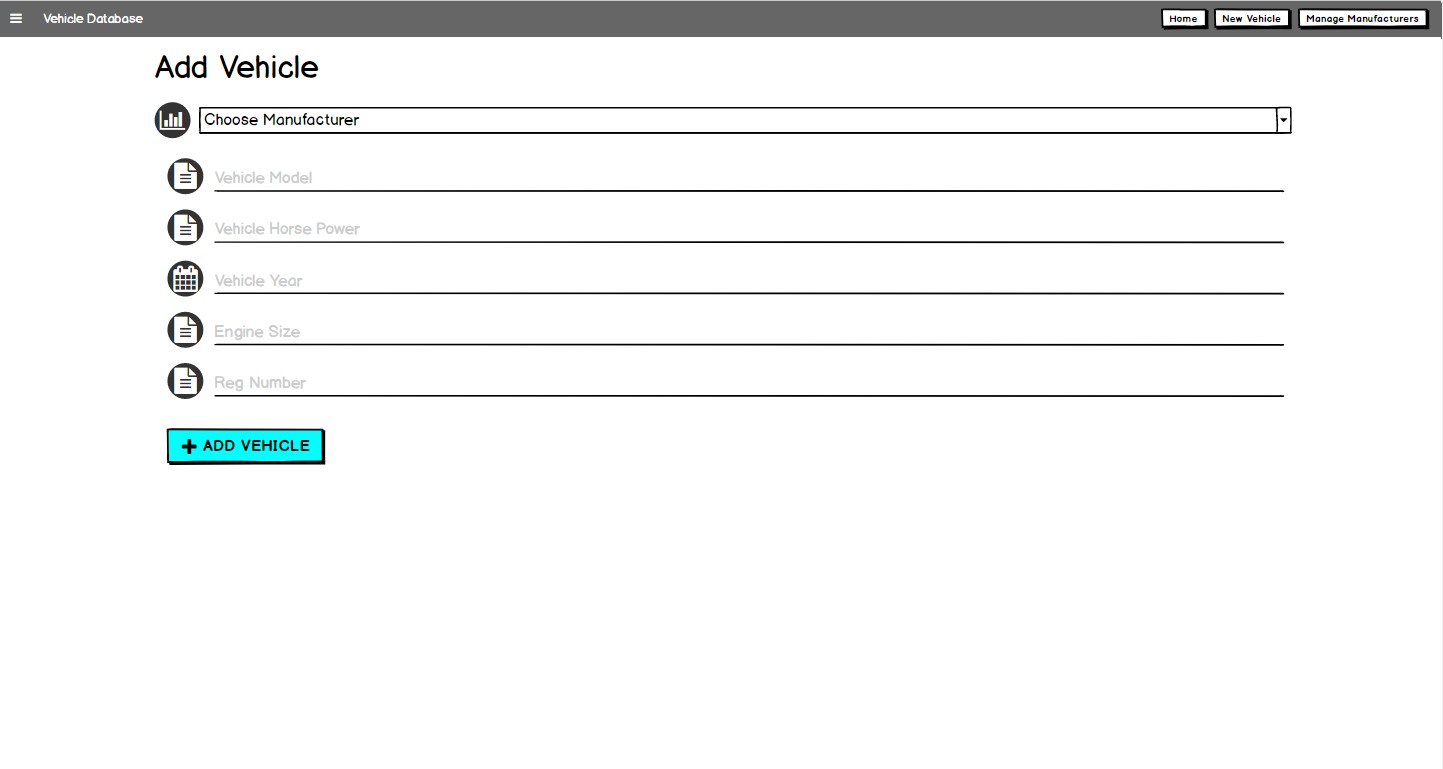 Vehicle Database
Home
New Vehicle
Manage Manufacturers
Add Vehicle
Choose Manufacturer
Vehicle Model
Vehicle Horse Power
Vehicle Year
Engine Size
Reg Number
ADD VEHICLE